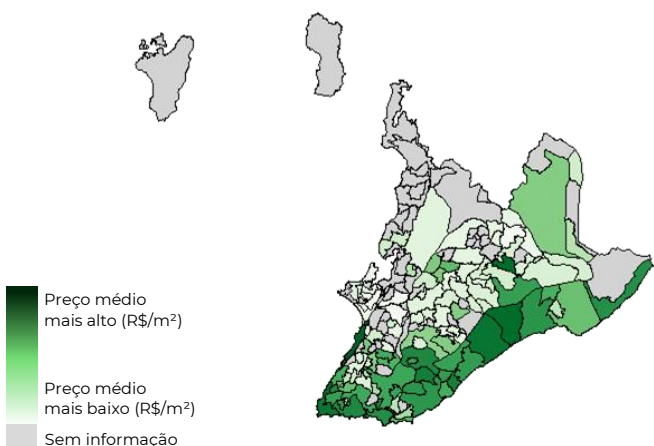 Preço médio
mais alto (R$/m²)
Preço médio
mais baixo (R$/m²)
Sem informação